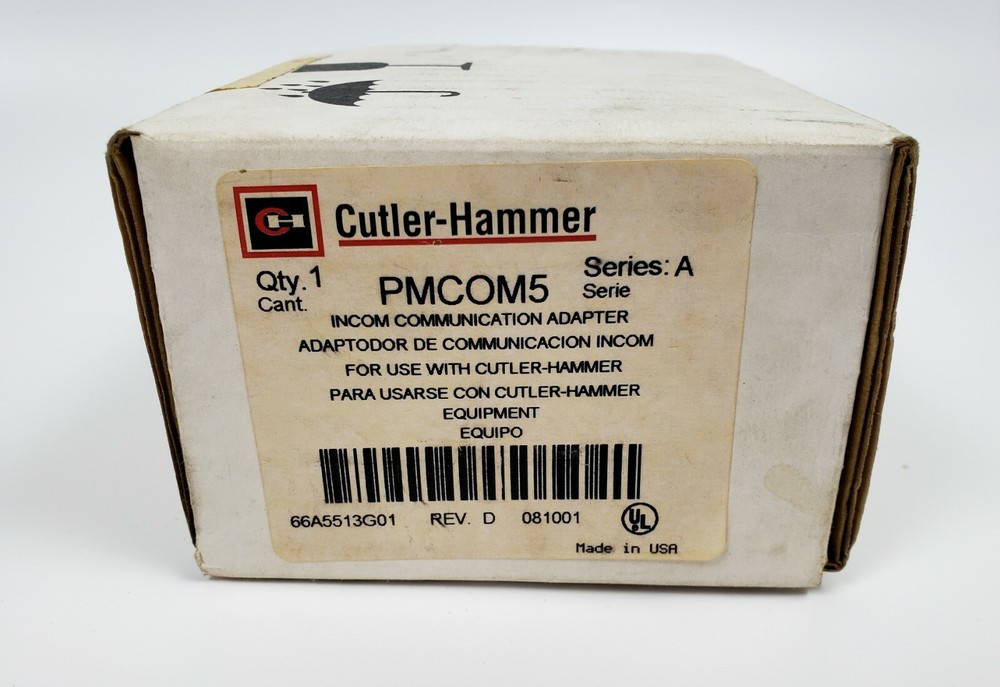 CH
Cutler-Hammer
Qty. 1
Cant.
PMCOM5
Series: A
Serie
INCOM COMMUNICATION ADAPTER
ADAPTODOR DE COMMUNICACION INCOM
FOR USE WITH CUTLER-HAMMER
PARA USARSE CON CUTLER-HAMMER
EQUIPMENT
EQUIPO
66A5513G01 REV. D 081001
UL
Made in USA